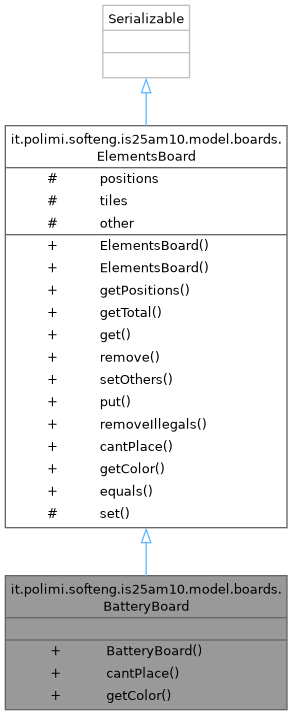 Serializable
it.polimi.softeng.is25am10.model.boards.
ElementsBoard
# positions
# tiles
# other
+ ElementsBoard()
+ ElementsBoard()
+ getPositions()
+ getTotal()
+ get()
+ remove()
+ setOthers()
+ put()
+ removeIllegals()
+ cantPlace()
+ getColor()
+ equals()
# set()
it.polimi.softeng.is25am10.model.boards.
BatteryBoard
+ BatteryBoard()
+ cantPlace()
+ getColor()